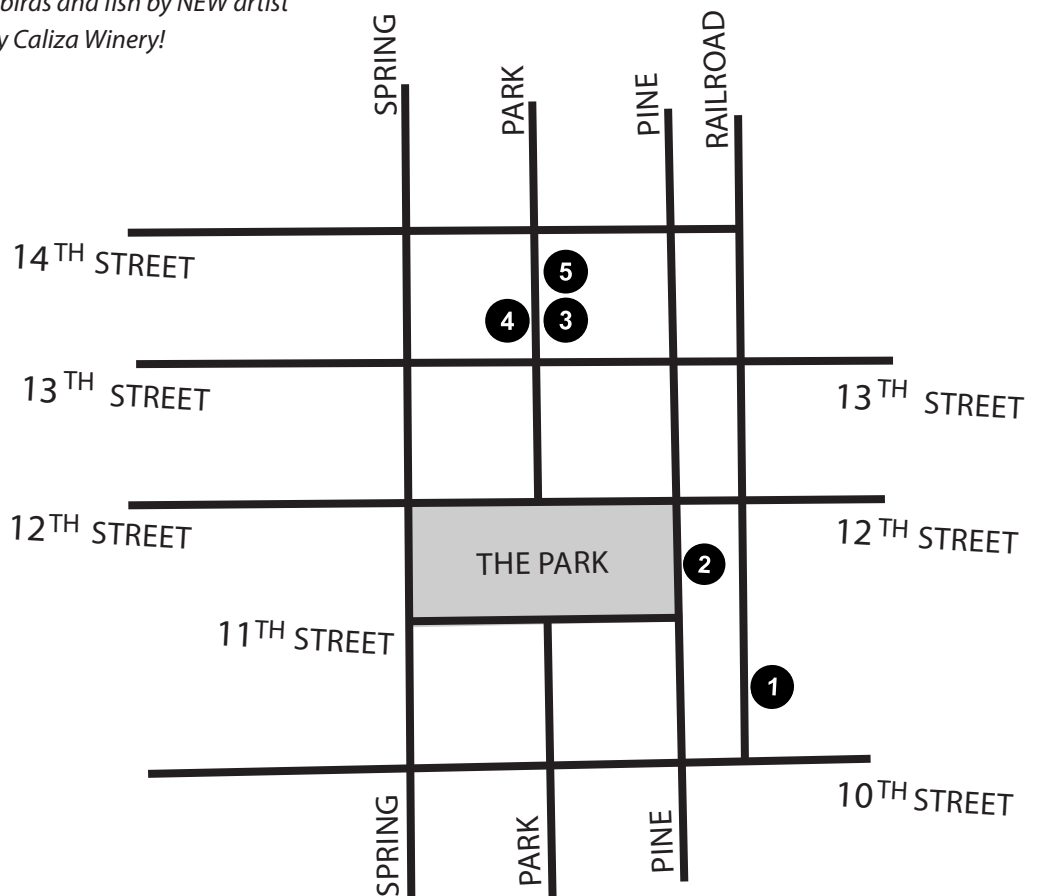 birds and fish by NEW artist
y Caliza Winery!
SPRING
PARK
PINE
RAILROAD
14TH STREET
5
4
3
13TH STREET
13TH STREET
12TH STREET
12TH STREET
THE PARK
2
11TH STREET
1
10TH STREET
SPRING
PARK
PINE